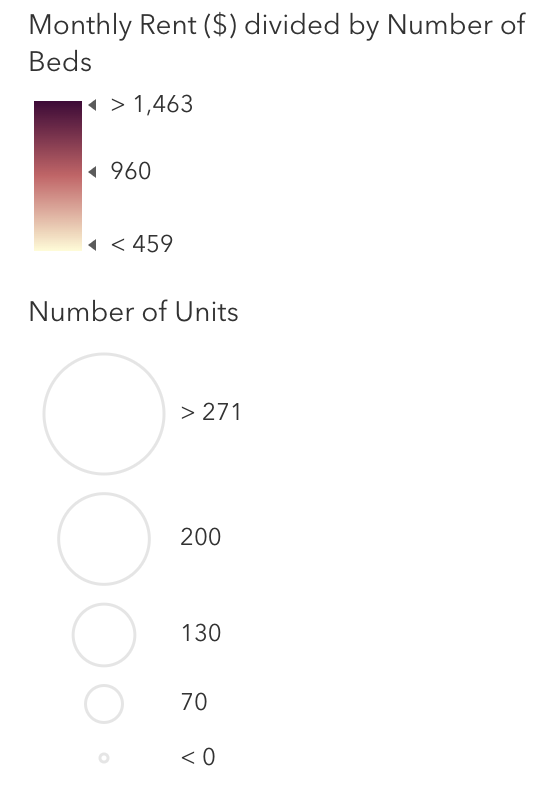 Monthly Rent ($) divided by Number of
Beds
> 1,463
960
< 459
Number of Units
> 271
200
130
70
< 0